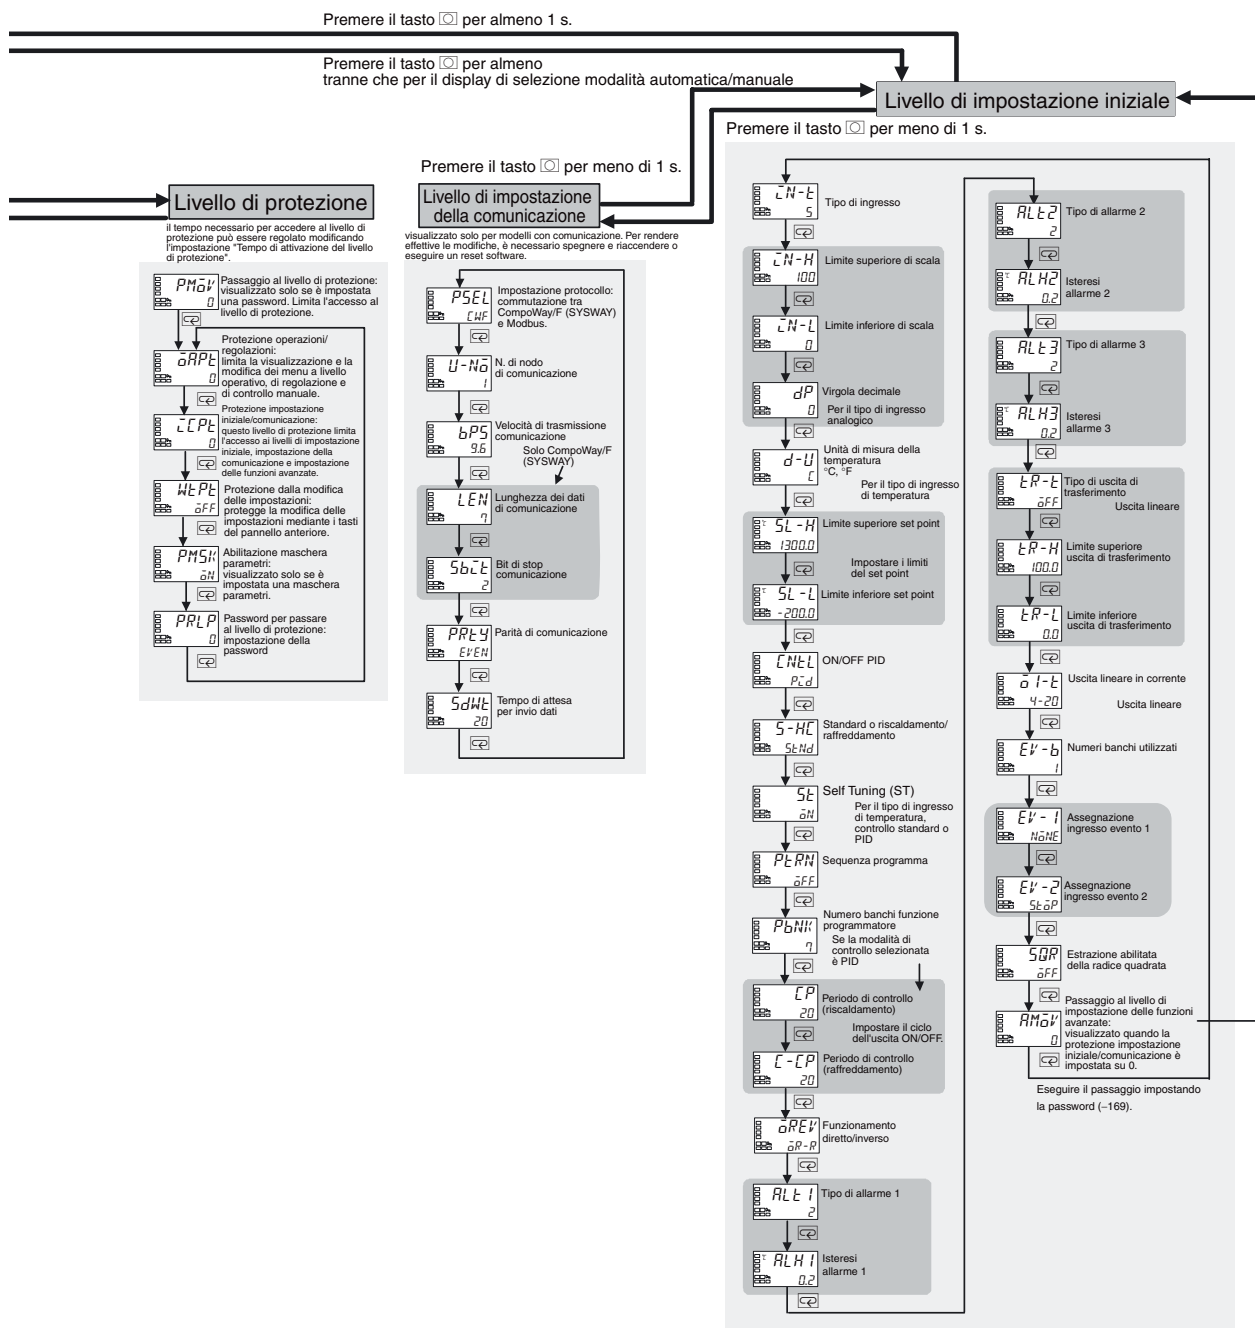 Premere il tasto per almeno 1 s.
Premere il tasto per almeno
tranne che per il display di selezione modalità automatica/manuale
Livello di impostazione iniziale
Premere il tasto per meno di 1 s.
Premere il tasto per meno di 1 s.
Livello di protezione
il tempo necessario per accedere al livello di
protezione può essere regolato modificando
l'impostazione "Tempo di attivazione del livello
di protezione".
PMOV
0
Passaggio al livello di protezione:
visualizzato solo se è impostata
una password. Limita l'accesso al
livello di protezione.
OAPT
0
Protezione operazioni/
regolazioni:
limita la visualizzazione e la
modifica dei menu a livello
operativo, di regolazione e
di controllo manuale.
ICPT
0
Protezione impostazione
iniziale/comunicazione:
questo livello di protezione limita
l'accesso ai livelli di impostazione
iniziale, impostazione della
comunicazione e impostazione
delle funzioni avanzate.
WTPT
OFF
Protezione dalla modifica
delle impostazioni:
protegge la modifica delle
impostazioni mediante i tasti
del pannello anteriore.
PMSK
ON
Abilitazione maschera
parametri:
visualizzato solo se è
impostata una maschera
parametri.
PRLP
0
Password per passare
al livello di protezione:
impostazione della
password
Livello di impostazione
della comunicazione
visualizzato solo per modelli con comunicazione. Per rendere
effettive le modifiche, è necessario spegnere e riaccendere o
eseguire un reset software.
PSEL
CWF
Impostazione protocollo:
commutazione tra
CompoWay/F (SYSWAY)
e Modbus.
U-NO
1
N. di nodo
di comunicazione
bPS
9.6
Velocità di trasmissione
comunicazione
Solo CompoWay/F
(SYSWAY)
LEN
7
Lunghezza dei dati
di comunicazione
SbIT
2
Bit di stop
comunicazione
PRTY
EVEN
Parità di comunicazione
SdWT
20
Tempo di attesa
per invio dati
IN-T
5
Tipo di ingresso
IN-H
100
Limite superiore di scala
IN-L
0
Limite inferiore di scala
dP
0
Virgola decimale
Per il tipo di ingresso
analogico
d-U
C
Unità di misura della
temperatura
°C, °F
Per il tipo di ingresso
di temperatura
SL-H
1300.0
Limite superiore set point
Impostare i limiti
del set point
SL-L
-200.0
Limite inferiore set point
CNTL
PId
ON/OFF PID
S-HC
STNd
Standard o riscaldamento/
raffreddamento
ST
ON
Self Tuning (ST)
Per il tipo di ingresso
di temperatura,
controllo standard o
PID
PTRN
OFF
Sequenza programma
PbNK
7
Numero banchi funzione
programmatore
Se la modalità di
controllo selezionata
è PID
CP
20
Periodo di controllo
(riscaldamento)
Impostare il ciclo
dell'uscita ON/OFF.
C-CP
20
Periodo di controllo
(raffreddamento)
OREV
OR-R
Funzionamento
diretto/inverso
ALT1
2
Tipo di allarme 1
ALH1
0.2
Isteresi
allarme 1
ALT2
2
Tipo di allarme 2
ALH2
0.2
Isteresi
allarme 2
ALT3
2
Tipo di allarme 3
ALH3
0.2
Isteresi
allarme 3
TR-T
OFF
Tipo di uscita di
trasferimento
Uscita lineare
TR-H
100.0
Limite superiore
uscita di trasferimento
TR-L
0.0
Limite inferiore
uscita di trasferimento
O1-T
4-20
Uscita lineare in corrente
Uscita lineare
EV-b
1
Numeri banchi utilizzati
EV-1
NONE
Assegnazione
ingresso evento 1
EV-2
STOP
Assegnazione
ingresso evento 2
SQR
OFF
Estrazione abilitata
della radice quadrata
AMOV
0
Passaggio al livello di
impostazione delle funzioni
avanzate:
visualizzato quando la
protezione impostazione
iniziale/comunicazione è
impostata su 0.
Eseguire il passaggio impostando
la password (–169).